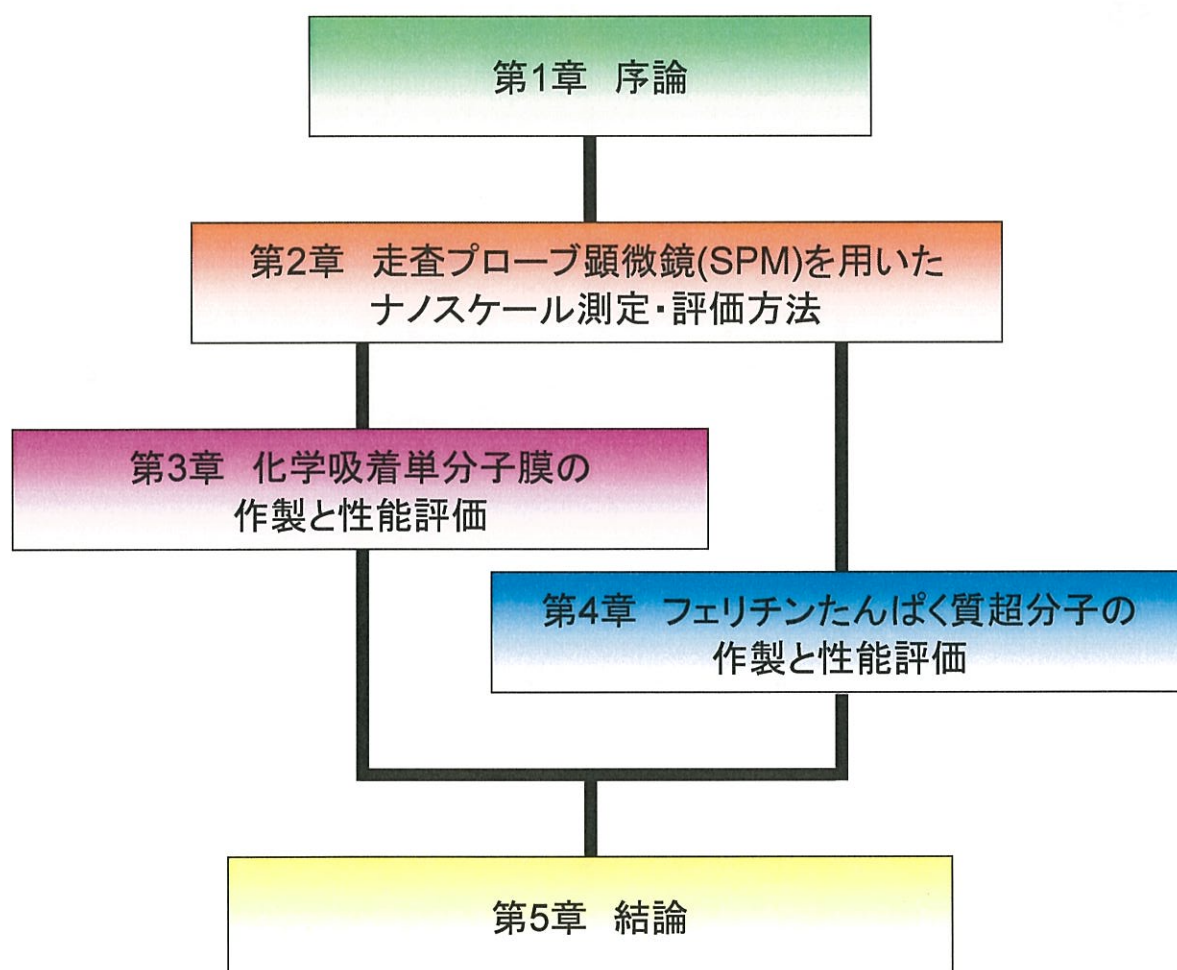 第1章 序論
第2章 走査プローブ顕微鏡(SPM)を用いた
ナノスケール測定・評価方法
第3章 化学吸着単分子膜の
作製と性能評価
第4章 フェリチンたんぱく質超分子の
作製と性能評価
第5章 結論